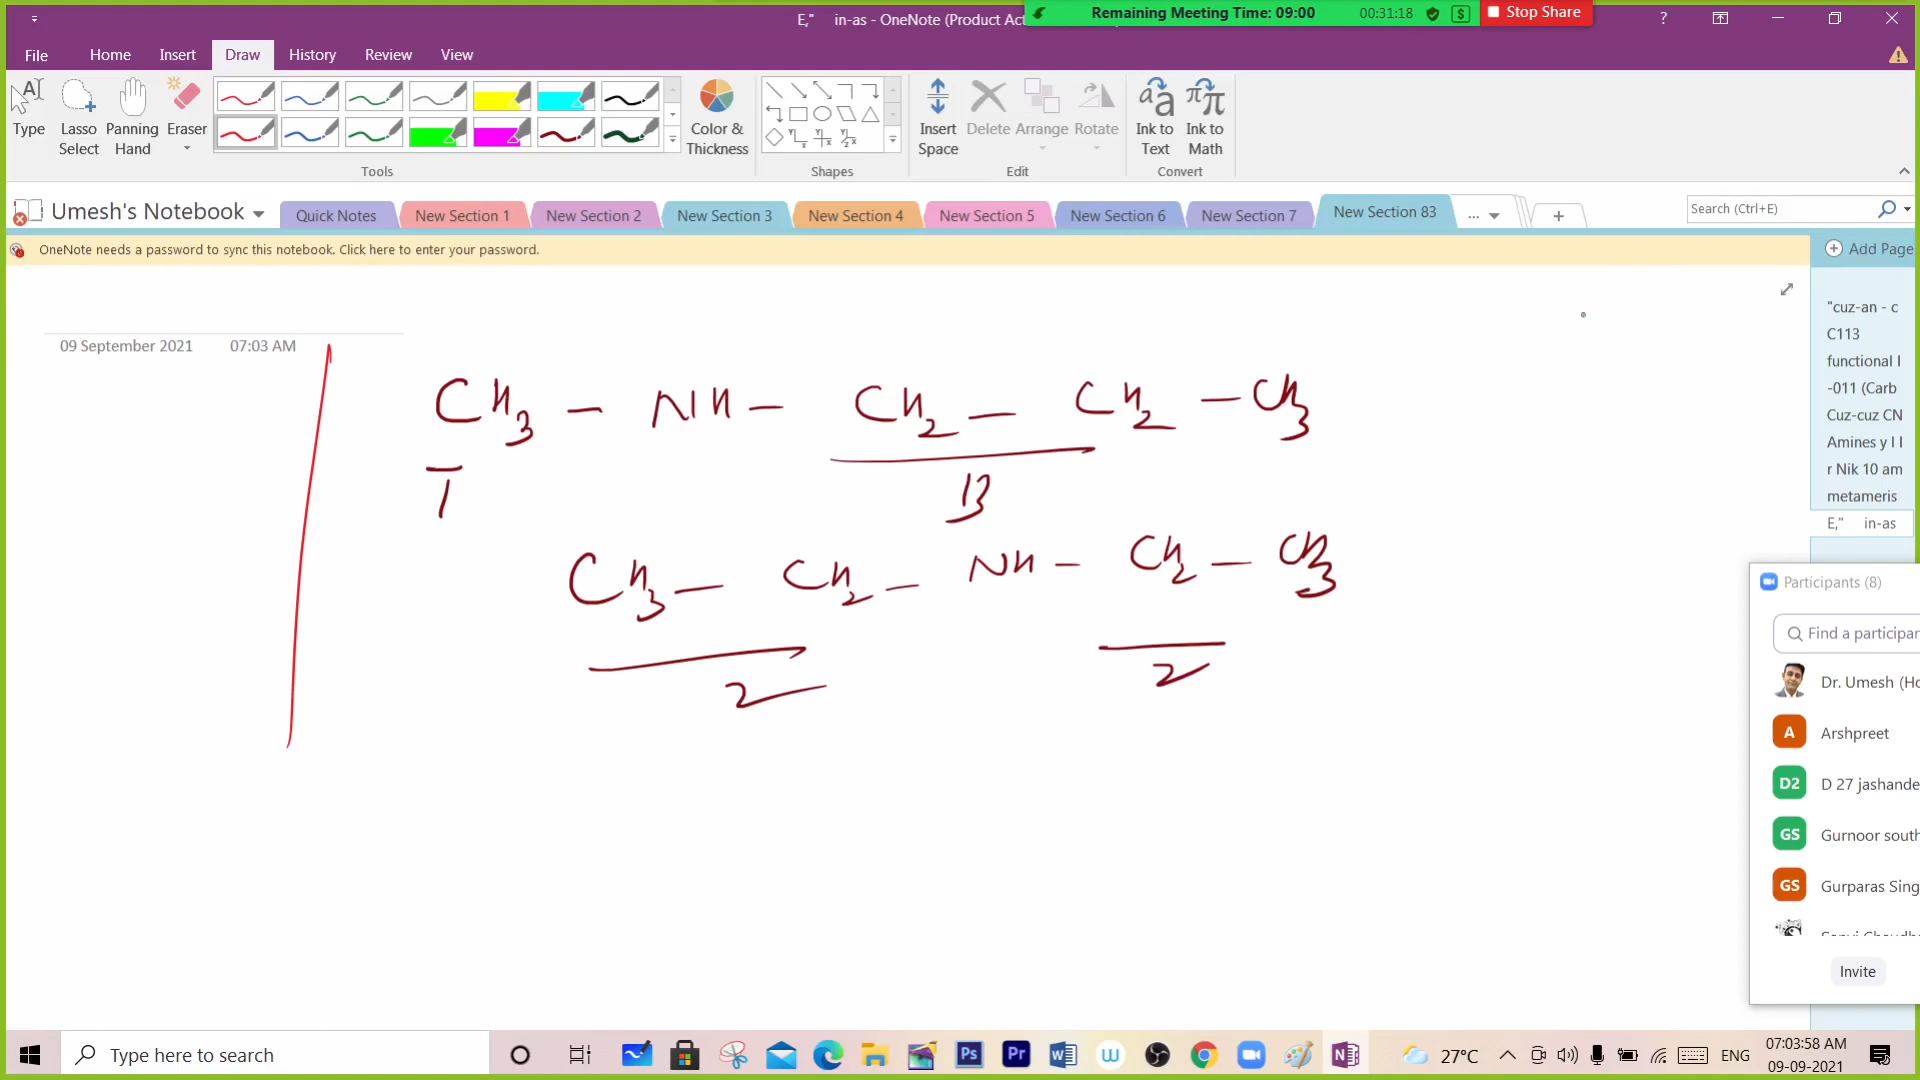 E," in-as - OneNote (Product Act
Remaining Meeting Time: 09:00
00:31:18
Stop Share
File Home Insert Draw History Review View
Type
Lasso Select
Panning Hand
Eraser
Color & Thickness
Insert Space
Delete
Arrange
Rotate
Ink to Text
Ink to Math
Tools
Shapes
Edit
Convert
Umesh's Notebook
Quick Notes New Section 1 New Section 2 New Section 3 New Section 4 New Section 5 New Section 6 New Section 7 New Section 83 ...
Search (Ctrl+E)
OneNote needs a password to sync this notebook. Click here to enter your password.
Add Page
"cuz-an - c
C113
functional I
-011 (Carb
Cuz-cuz CN
Amines y I I
r Nik 10 am
metameris
E," in-as
09 September 2021 07:03 AM
CH3 – NH – CH2 – CH2 – CH3
1
3
CH3 – CH2 – NH – CH2 – CH3
2 2
Participants (8)
Find a participan
Dr. Umesh (Ho
A Arshpreet
D2 D 27 jashande
GS Gurnoor south
GS Gurparas Sing
Invite
Type here to search
27°C
ENG
07:03:58 AM
09-09-2021